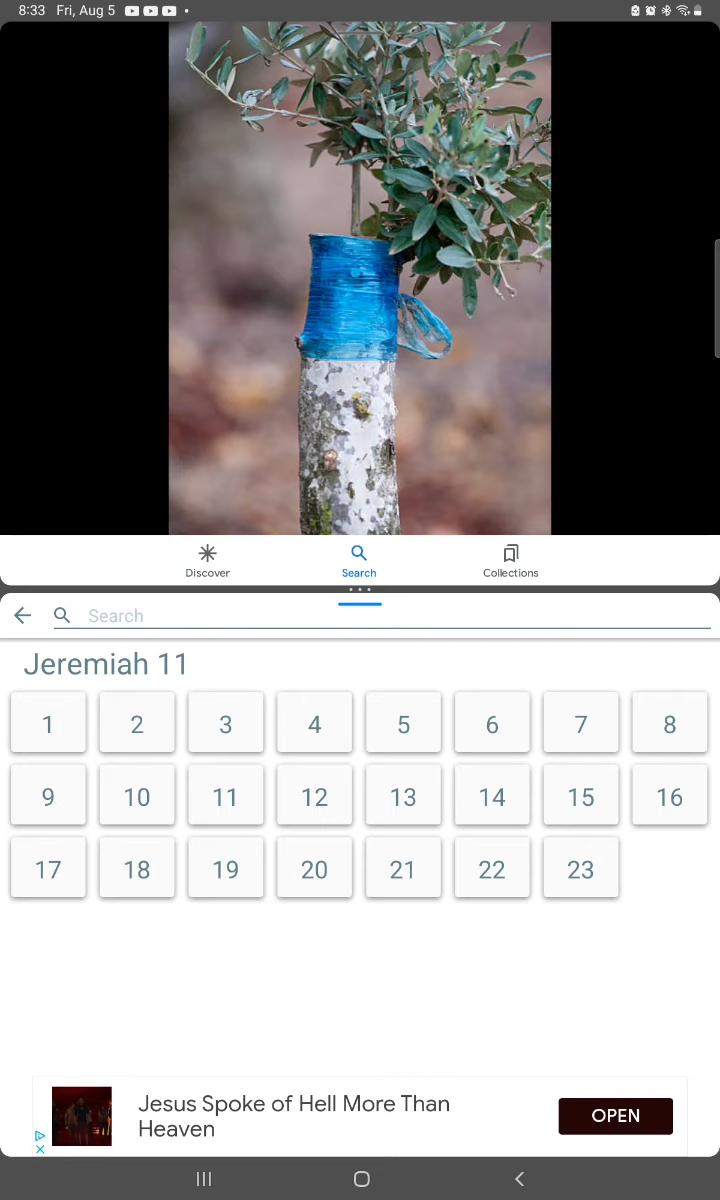 8:33 Fri, Aug 5
Discover
Search
Collections
Search
Jeremiah 11
1 2 3 4 5 6 7 8
9 10 11 12 13 14 15 16
17 18 19 20 21 22 23
Jesus Spoke of Hell More Than
Heaven
OPEN